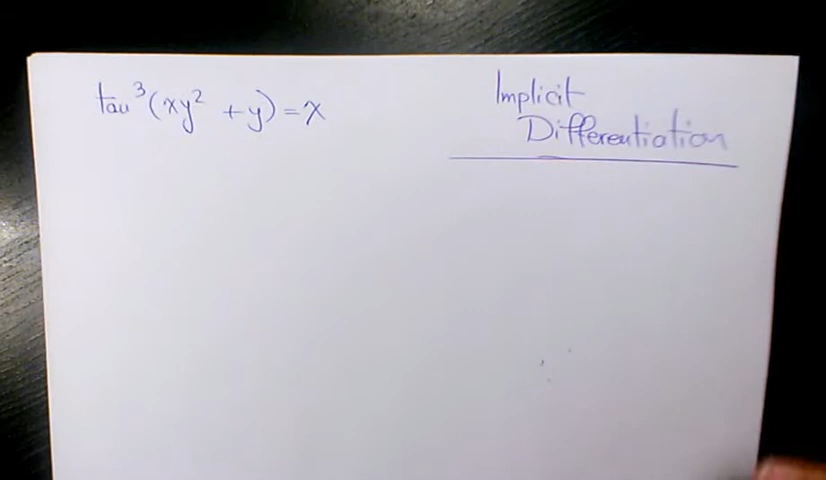 tan³(xy² + y) = x
Implicit
Differentiation